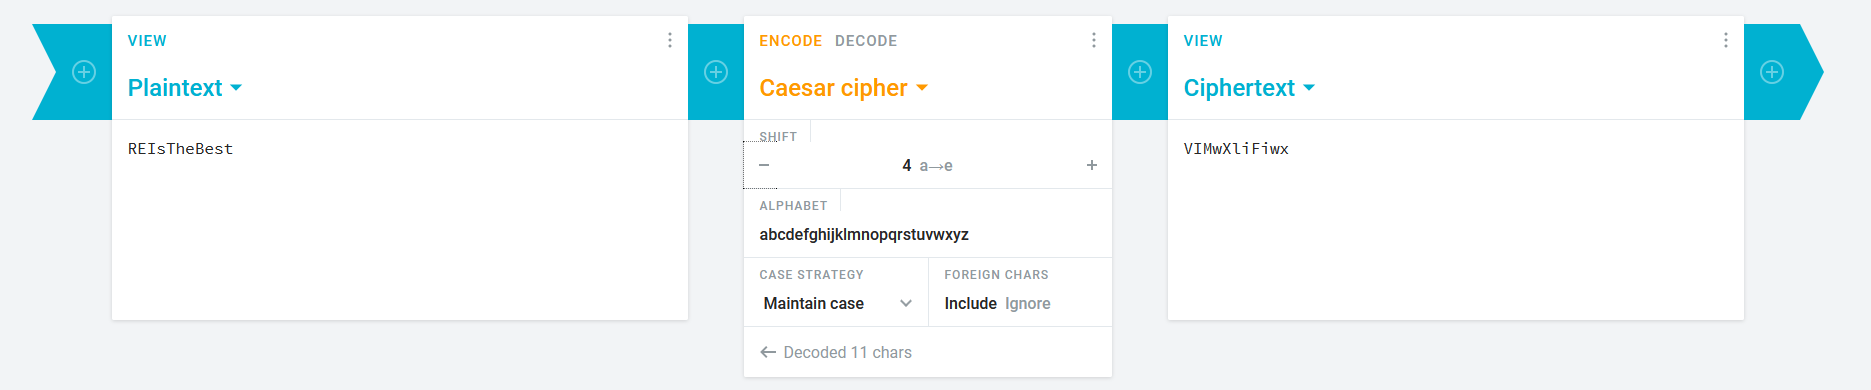 VIEW
Plaintext
REIsTheBest
ENCODE DECODE
Caesar cipher
SHIFT
− 4 a→e +
ALPHABET
abcdefghijklmnopqrstuvwxyz
CASE STRATEGY
Maintain case
FOREIGN CHARS
Include Ignore
← Decoded 11 chars
VIEW
Ciphertext
VIMwXliFiwx